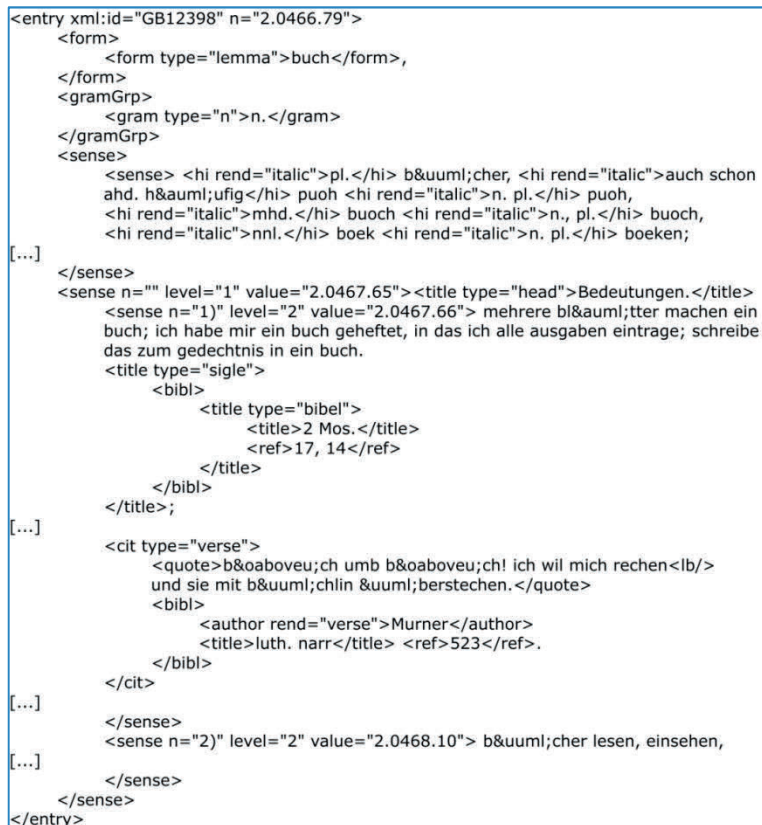 <entry xml:id="GB12398" n="2.0466.79">
<form>
<form type="lemma">buch</form>,
</form>
<gramGrp>
<gram type="n">n.</gram>
</gramGrp>
<sense>
<sense> <hi rend="italic">pl.</hi> b&uuml;cher, <hi rend="italic">auch schon
ahd. h&auml;ufig</hi> puoh <hi rend="italic">n. pl.</hi> puoh,
<hi rend="italic">mhd.</hi> buoch <hi rend="italic">n., pl.</hi> buoch,
<hi rend="italic">nnl.</hi> boek <hi rend="italic">n. pl.</hi> boeken;
[...]
</sense>
<sense n="" level="1" value="2.0467.65"><title type="head">Bedeutungen.</title>
<sense n="1)" level="2" value="2.0467.66"> mehrere bl&auml;tter machen ein
buch; ich habe mir ein buch geheftet, in das ich alle ausgaben eintrage; schreibe
das zum gedechtnis in ein buch.
<title type="sigle">
<bibl>
<title type="bibel">
<title>2 Mos.</title>
<ref>17, 14</ref>
</title>
</bibl>
</title>;
[...]
<cit type="verse">
<quote>b&oaboveu;ch umb b&oaboveu;ch! ich wil mich rechen<lb/>
und sie mit b&uuml;chlin &uuml;berstechen.</quote>
<bibl>
<author rend="verse">Murner</author>
<title>luth. narr</title> <ref>523</ref>.
</bibl>
</cit>
[...]
</sense>
<sense n="2)" level="2" value="2.0468.10"> b&uuml;cher lesen, einsehen,
[...]
</sense>
</sense>
</entry>